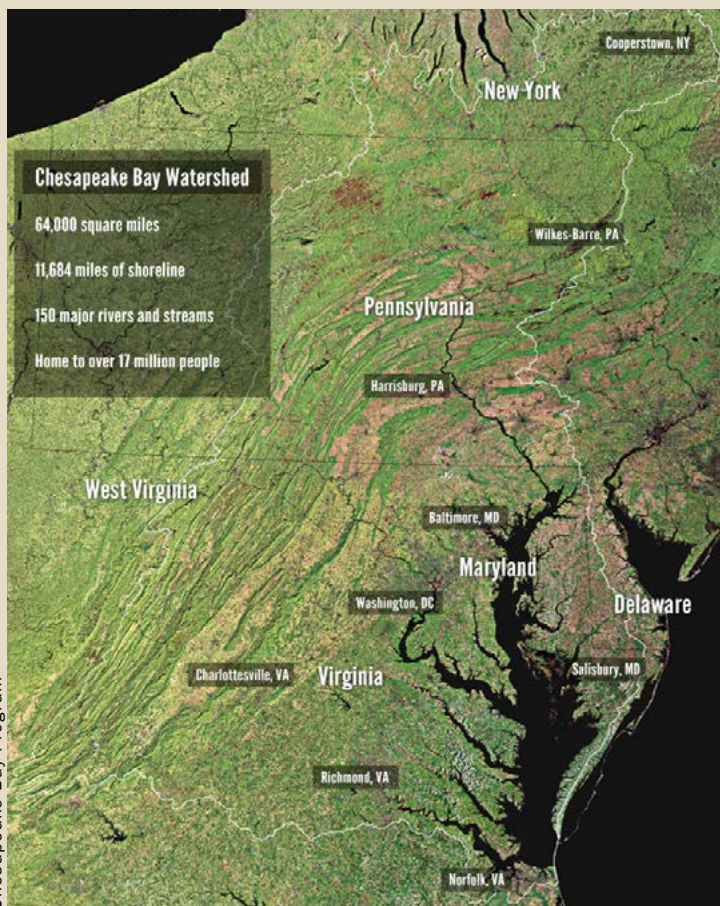 Cooperstown, NY
New York
Chesapeake Bay Watershed
64,000 square miles
11,684 miles of shoreline
150 major rivers and streams
Home to over 17 million people
Wilkes-Barre, PA
Pennsylvania
Harrisburg, PA
West Virginia
Baltimore, MD
Maryland
Washington, DC
Delaware
Salisbury, MD
Charlottesville, VA
Virginia
Richmond, VA
Norfolk, VA
Bay Program